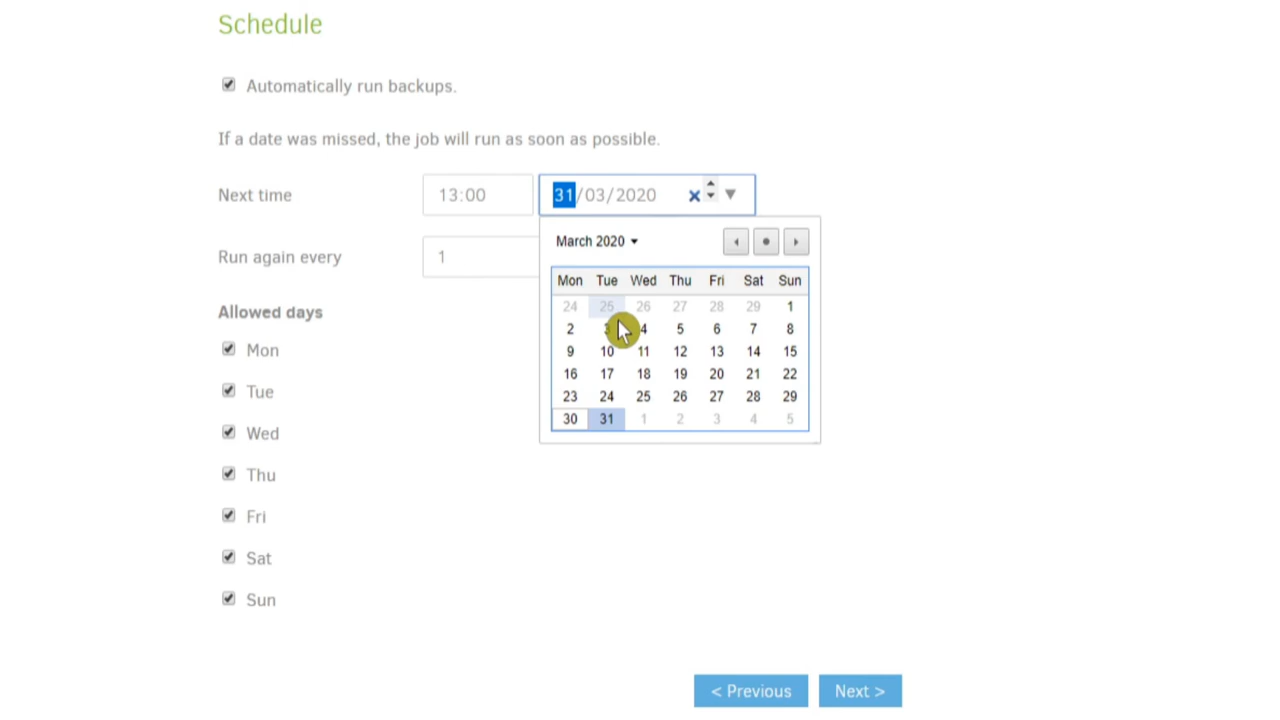 Schedule
Automatically run backups.
If a date was missed, the job will run as soon as possible.
Next time 13:00 31/03/2020
March 2020
Run again every 1
Mon Tue Wed Thu Fri Sat Sun
24 25 26 27 28 29 1
2 3 4 5 6 7 8
9 10 11 12 13 14 15
16 17 18 19 20 21 22
23 24 25 26 27 28 29
30 31 1 2 3 4 5
Allowed days
Mon
Tue
Wed
Thu
Fri
Sat
Sun
< Previous Next >